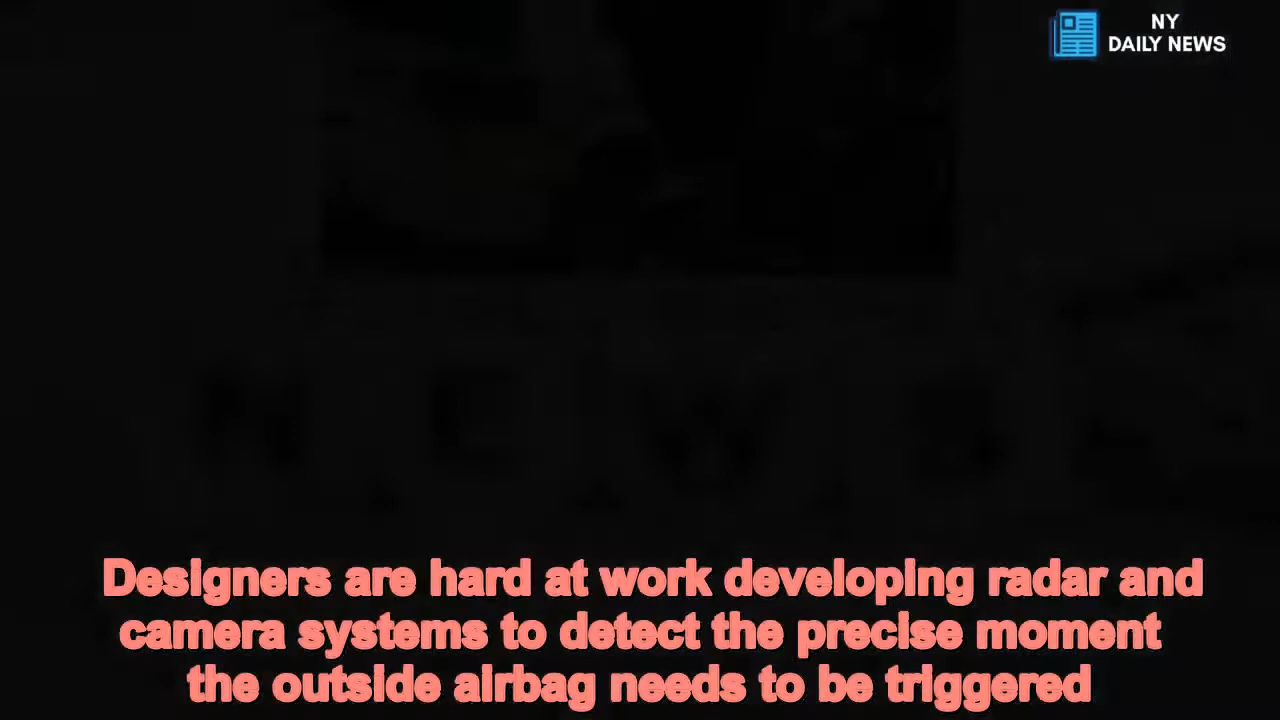 NY
DAILY NEWS
Designers are hard at work developing radar and
camera systems to detect the precise moment
the outside airbag needs to be triggered